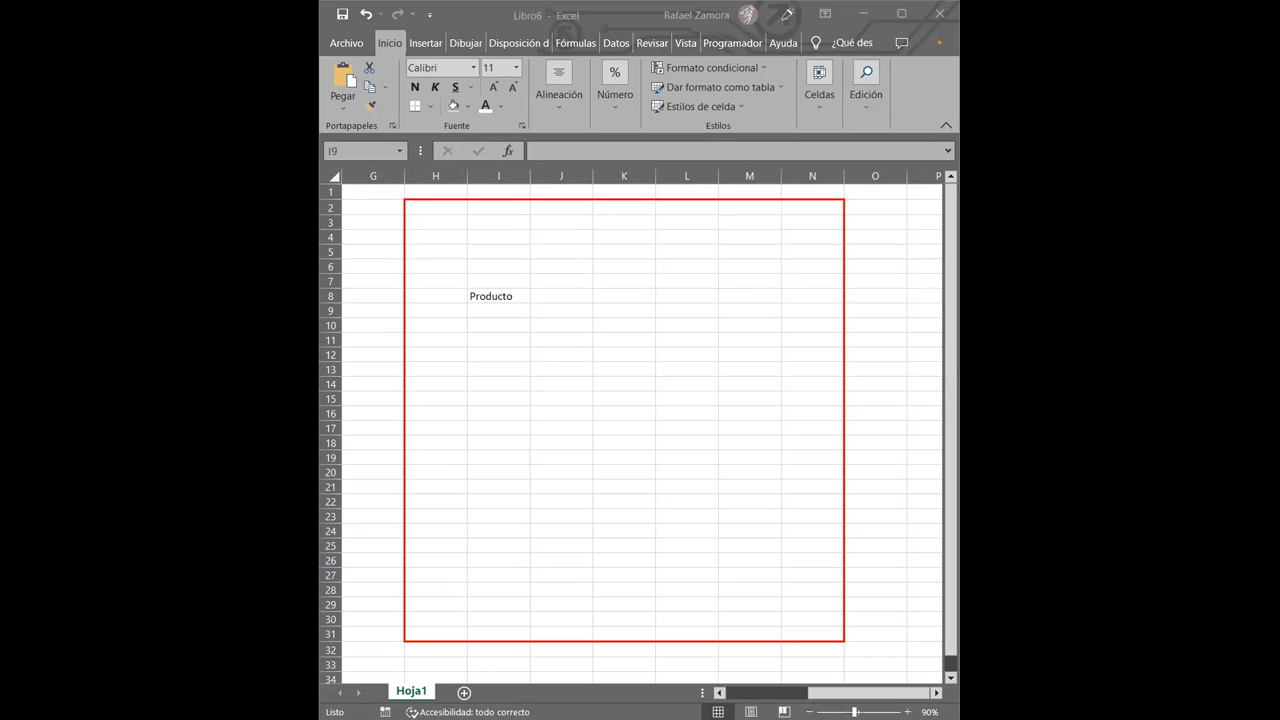 Libro6 - Excel
Rafael Zamora
Archivo Inicio Insertar Dibujar Disposición d Fórmulas Datos Revisar Vista Programador Ayuda ¿Qué des
Pegar
Portapapeles
Calibri 11
N K S
A A
A
Fuente
Alineación
%
Número
Formato condicional
Dar formato como tabla
Estilos de celda
Estilos
Celdas
Edición
I9
fx
G H I J K L M N O P
1
2
3
4
5
6
7
8 Producto
9
10
11
12
13
14
15
16
17
18
19
20
21
22
23
24
25
26
27
28
29
30
31
32
33
34
Hoja1
Listo
Accesibilidad: todo correcto
90%